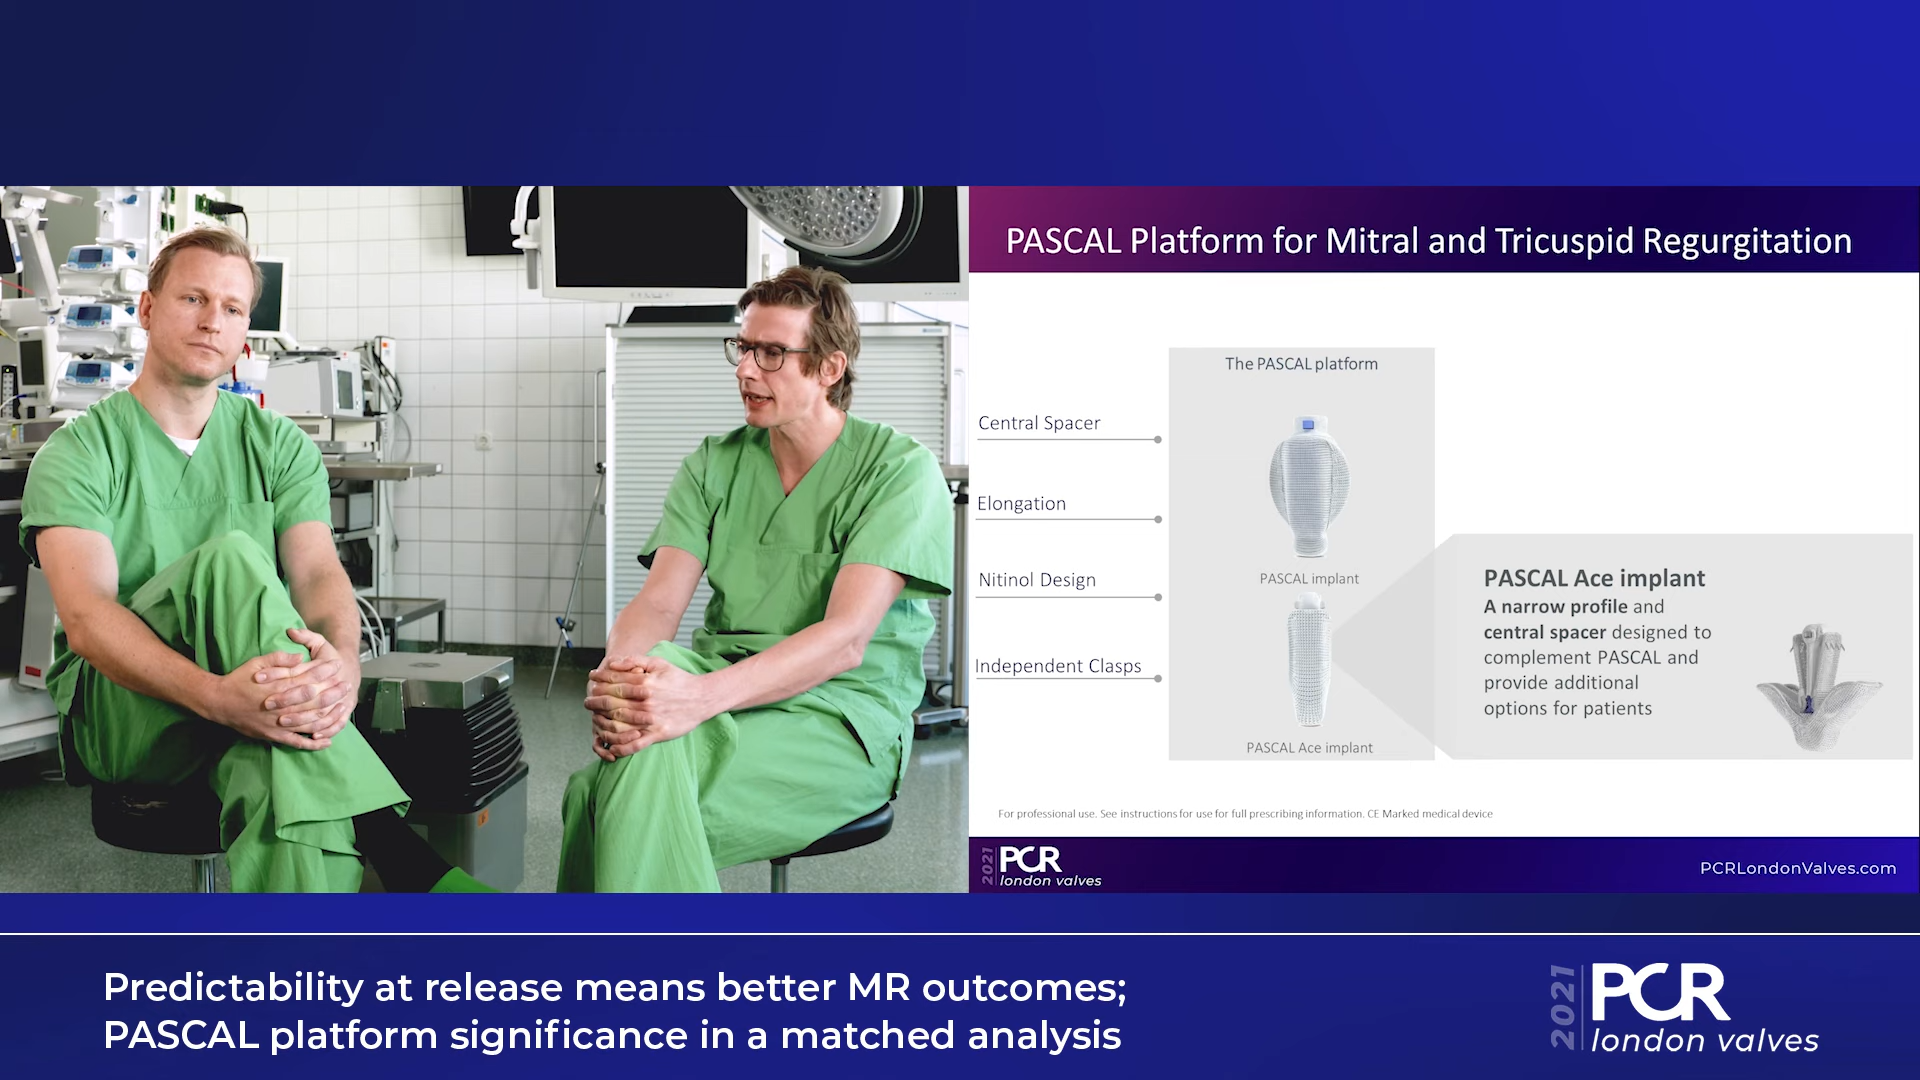 PASCAL Platform for Mitral and Tricuspid Regurgitation
The PASCAL platform
Central Spacer
Elongation
Nitinol Design
Independent Clasps
PASCAL implant
PASCAL Ace implant
PASCAL Ace implant
A narrow profile and
central spacer designed to
complement PASCAL and
provide additional
options for patients
For professional use. See instructions for use for full prescribing information. CE Marked medical device
2021
PCR
london valves
PCRLondonValves.com
Predictability at release means better MR outcomes;
PASCAL platform significance in a matched analysis
2021
PCR
london valves